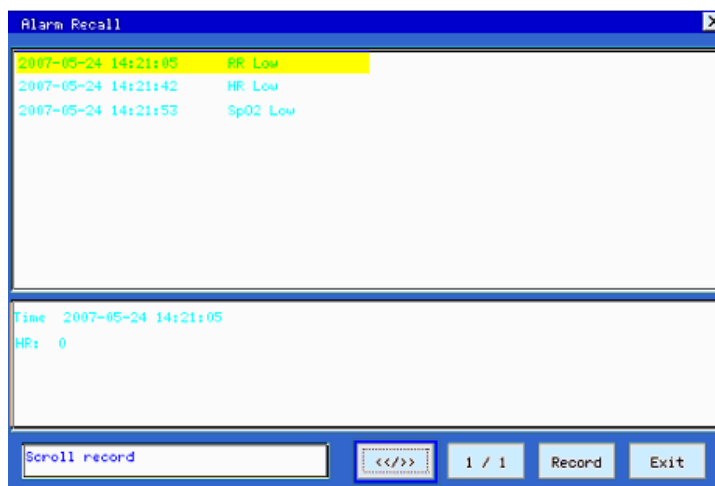 Alarm Recall
2007-05-24 14:21:05 RR Low
2007-05-24 14:21:42 HR Low
2007-05-24 14:21:53 SpO2 Low
Time 2007-05-24 14:21:05
HR: 0
Scroll record
<</>>
1 / 1
Record
Exit